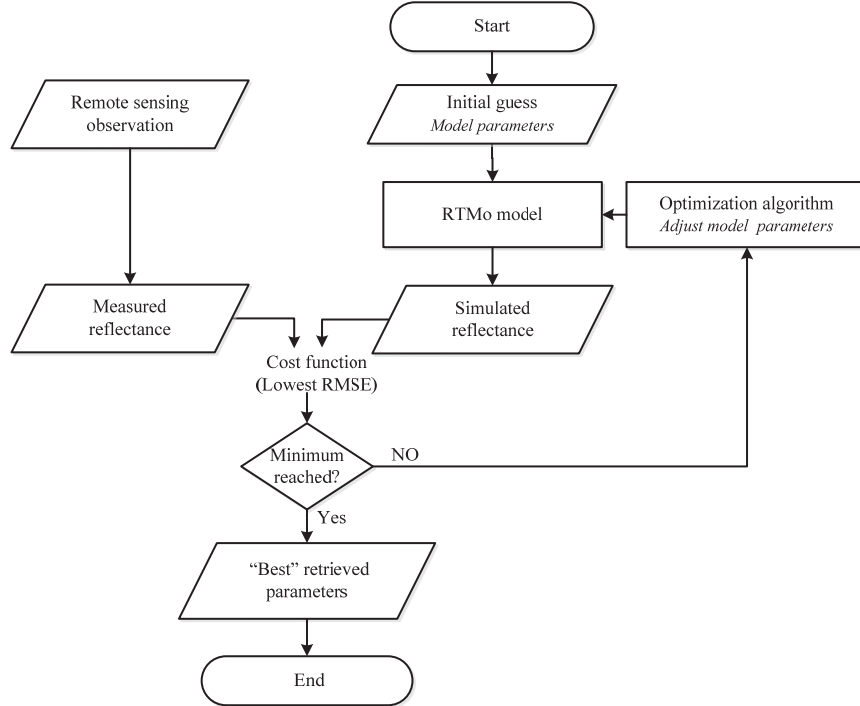 Start
Remote sensing
observation
Initial guess
Model parameters
RTMo model
Optimization algorithm
Adjust model parameters
Measured
reflectance
Simulated
reflectance
Cost function
(Lowest RMSE)
Minimum
reached?
NO
Yes
“Best” retrieved
parameters
End